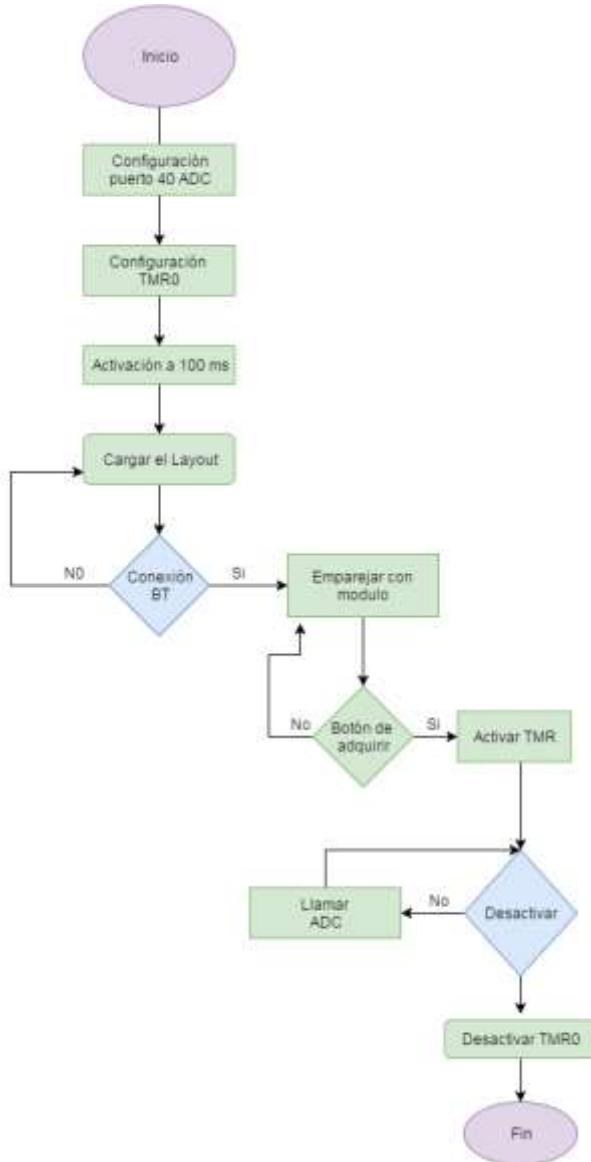 Inicio
Configuración
puerto 40 ADC
Configuración
TMR0
Activación a 100 ms
Cargar el Layout
N0
Conexión
BT
Si
Emparejar con
modulo
No
Botón de
adquirir
Si
Activar TMR
Llamar
ADC
No
Desactivar
Desactivar TMR0
Fin